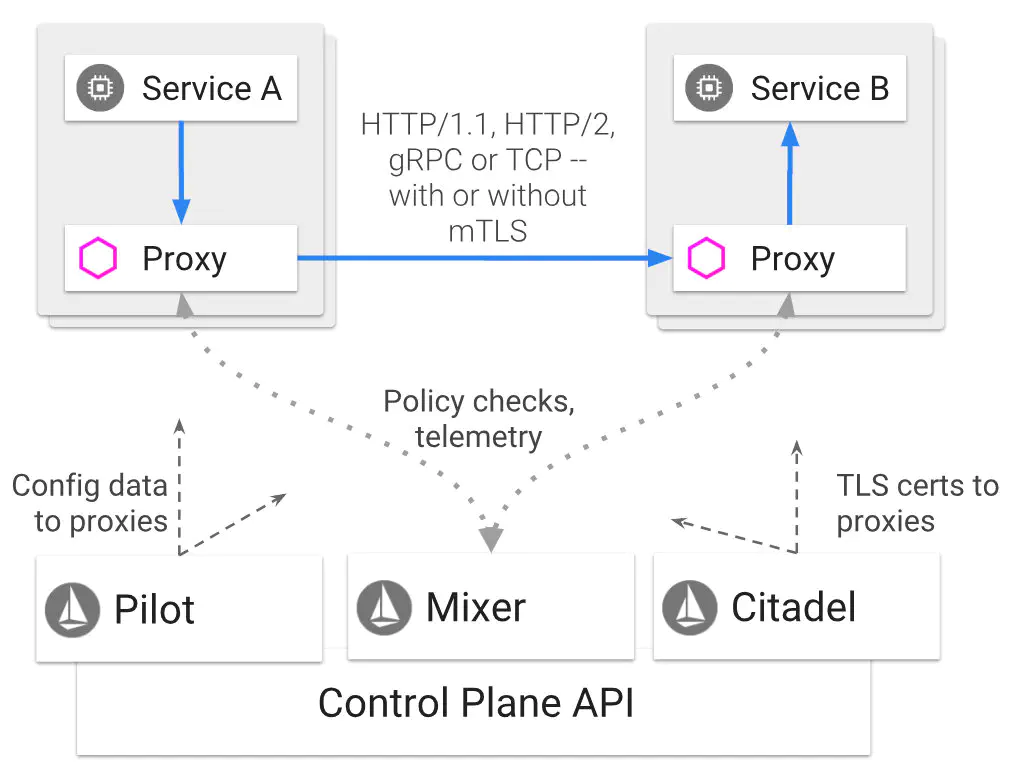 Service A
Service B
HTTP/1.1, HTTP/2,
gRPC or TCP --
with or without
mTLS
Proxy
Proxy
Policy checks,
telemetry
Config data
to proxies
TLS certs to
proxies
Pilot
Mixer
Citadel
Control Plane API